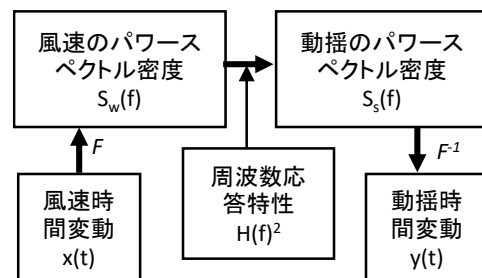 風速のパワース
ペクトル密度
Sw(f)
動揺のパワース
ペクトル密度
Ss(f)
F
F-1
風速時
間変動
x(t)
周波数応
答特性
H(f)2
動揺時
間変動
y(t)